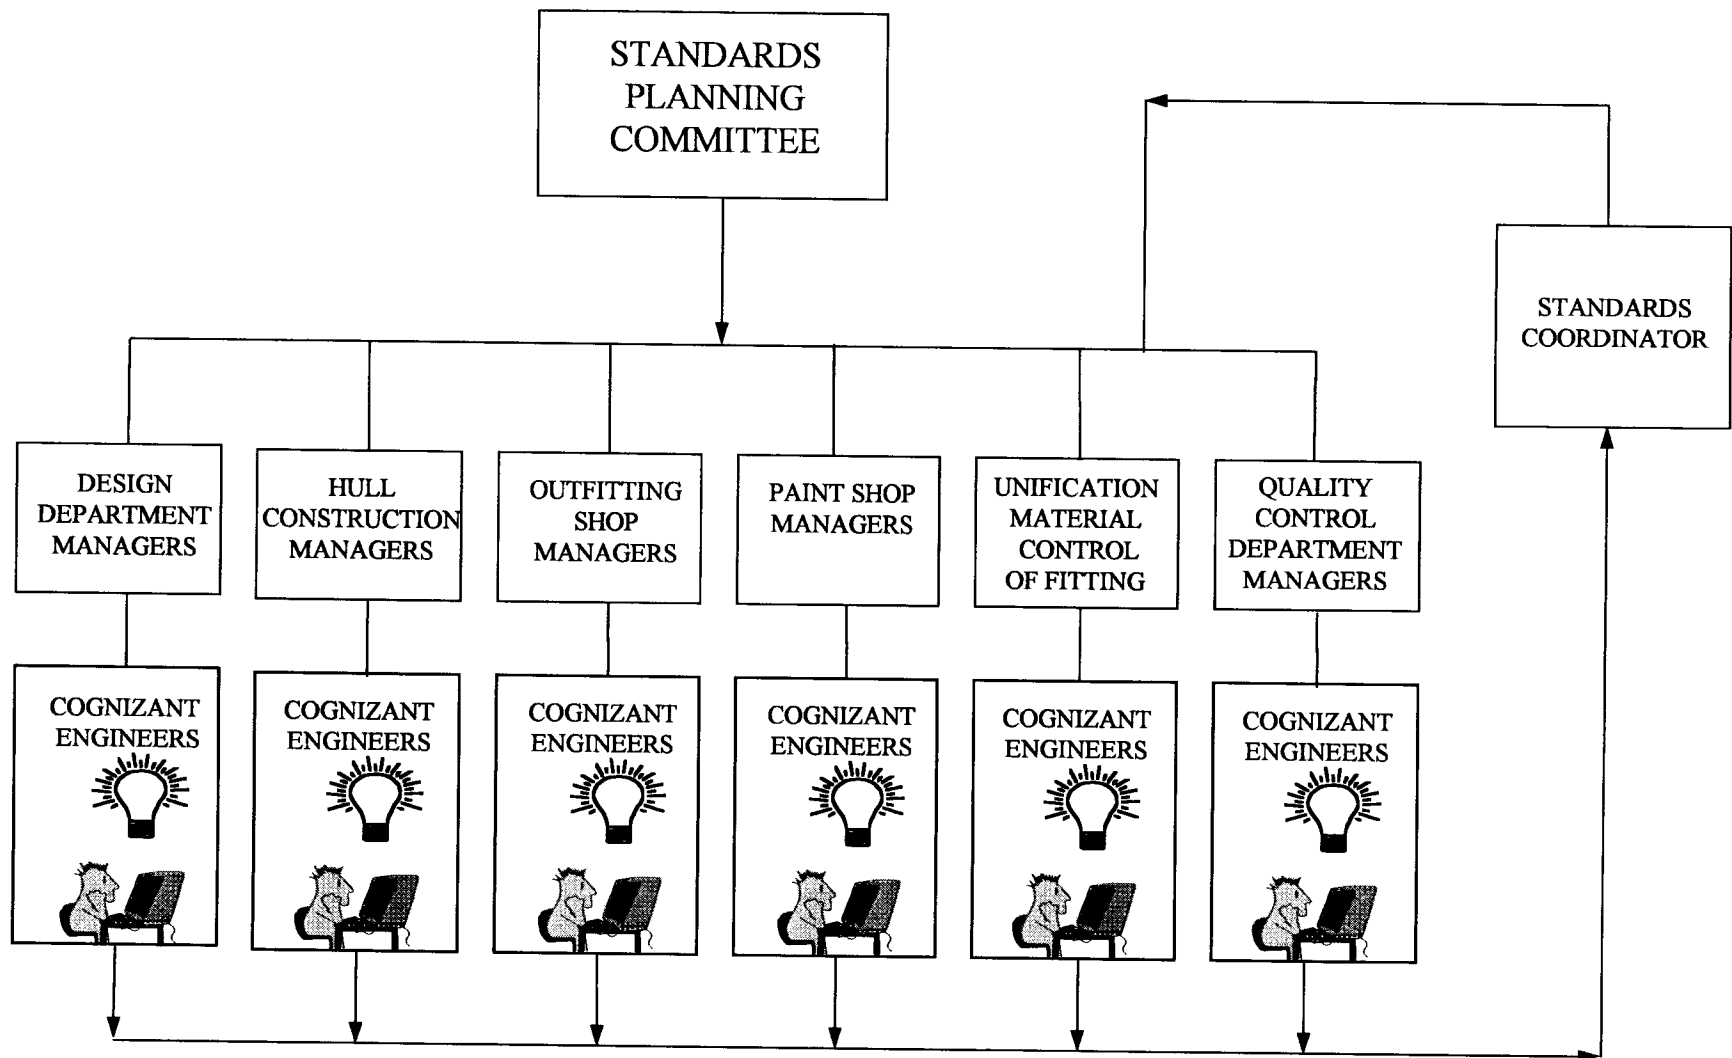 STANDARDS
PLANNING
COMMITTEE
STANDARDS
COORDINATOR
DESIGN
DEPARTMENT
MANAGERS
HULL
CONSTRUCTION
MANAGERS
OUTFITTING
SHOP
MANAGERS
PAINT SHOP
MANAGERS
UNIFICATION
MATERIAL
CONTROL
OF FITTING
QUALITY
CONTROL
DEPARTMENT
MANAGERS
COGNIZANT
ENGINEERS
COGNIZANT
ENGINEERS
COGNIZANT
ENGINEERS
COGNIZANT
ENGINEERS
COGNIZANT
ENGINEERS
COGNIZANT
ENGINEERS